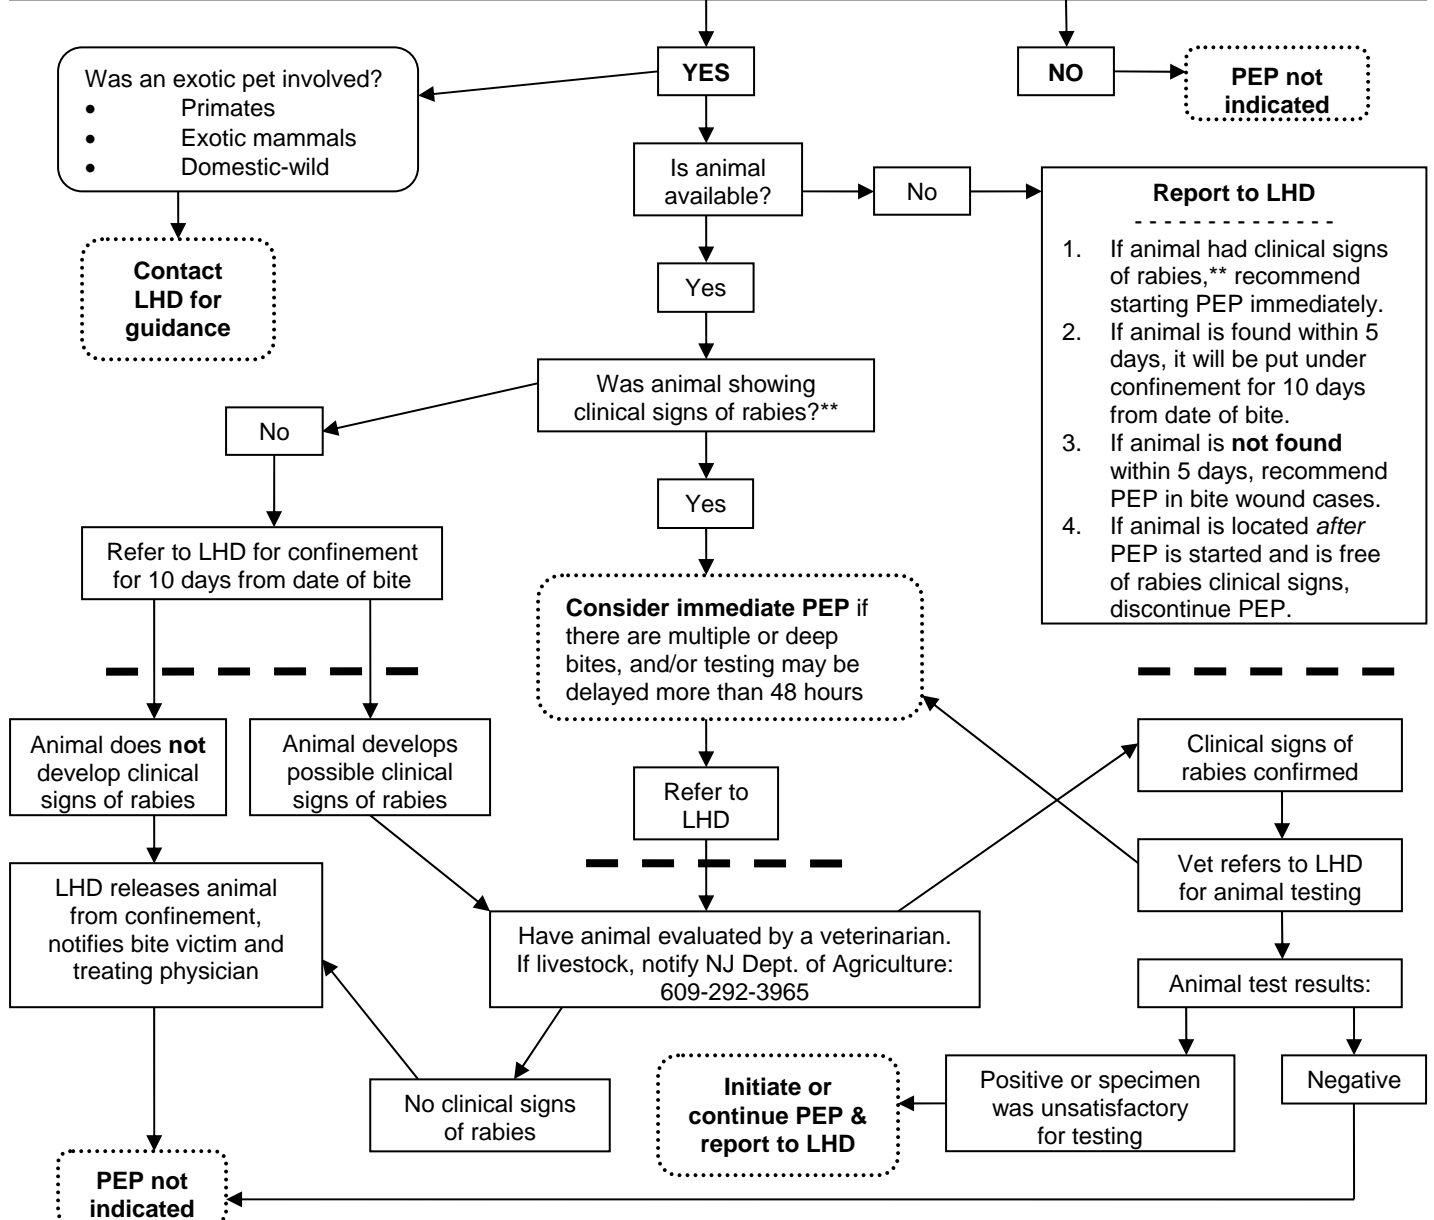 YES
NO
PEP not
indicated
Was an exotic pet involved?
• Primates
• Exotic mammals
• Domestic-wild
Is animal
available?
No
Report to LHD
- - - - - - - - - - - - - -
1. If animal had clinical signs
of rabies,** recommend
starting PEP immediately.
2. If animal is found within 5
days, it will be put under
confinement for 10 days
from date of bite.
3. If animal is not found
within 5 days, recommend
PEP in bite wound cases.
4. If animal is located after
PEP is started and is free
of rabies clinical signs,
discontinue PEP.
Contact
LHD for
guidance
Yes
Was animal showing
clinical signs of rabies?**
No
Yes
Refer to LHD for confinement
for 10 days from date of bite
Consider immediate PEP if
there are multiple or deep
bites, and/or testing may be
delayed more than 48 hours
Animal does not
develop clinical
signs of rabies
Animal develops
possible clinical
signs of rabies
Refer to
LHD
Clinical signs of
rabies confirmed
Vet refers to LHD
for animal testing
LHD releases animal
from confinement,
notifies bite victim and
treating physician
Have animal evaluated by a veterinarian.
If livestock, notify NJ Dept. of Agriculture:
609-292-3965
Animal test results:
No clinical signs
of rabies
Initiate or
continue PEP &
report to LHD
Positive or specimen
was unsatisfactory
for testing
Negative
PEP not
indicated